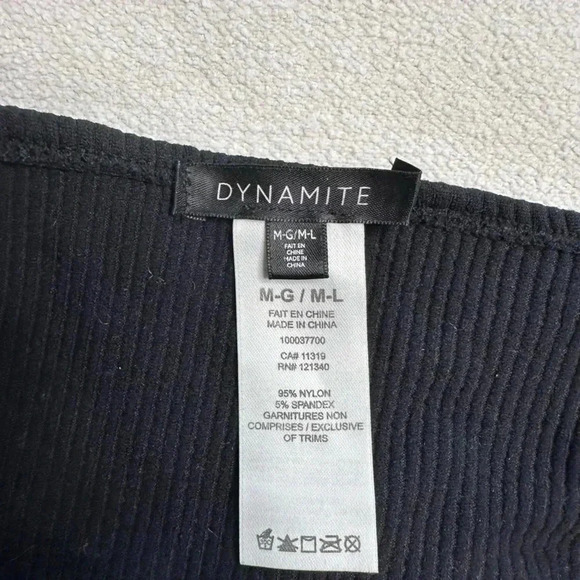 DYNAMITE
M-G/M-L
FAIT EN
CHINE
MADE IN
CHINA
M-G / M-L
FAIT EN CHINE
MADE IN CHINA
100037700
CA# 11319
RN# 121340
95% NYLON
5% SPANDEX
GARNITURES NON
COMPRISES / EXCLUSIVE
OF TRIMS